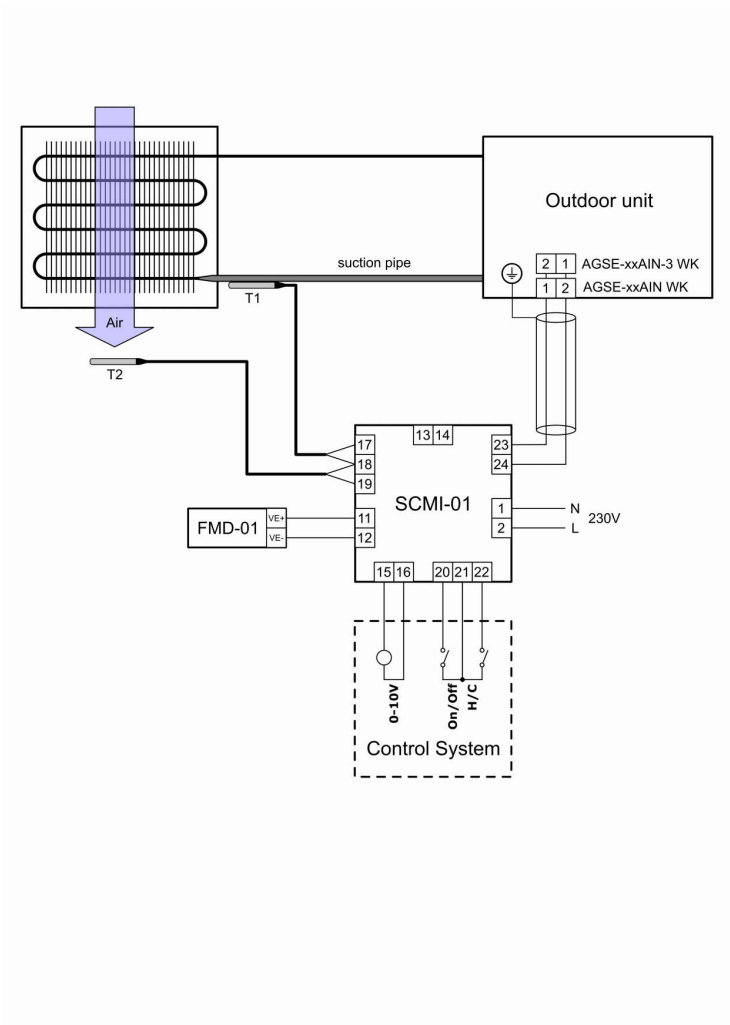 Outdoor unit
suction pipe
2 1 AGSE-xxAIN-3 WK
1 2 AGSE-xxAIN WK
T1
Air
T2
13 14
17
23
18
24
19
SCMI-01
1 N
230V
11
VE+
FMD-01
2 L
12
VE-
15 16 20 21 22
0-10V
On/Off
H/C
Control System